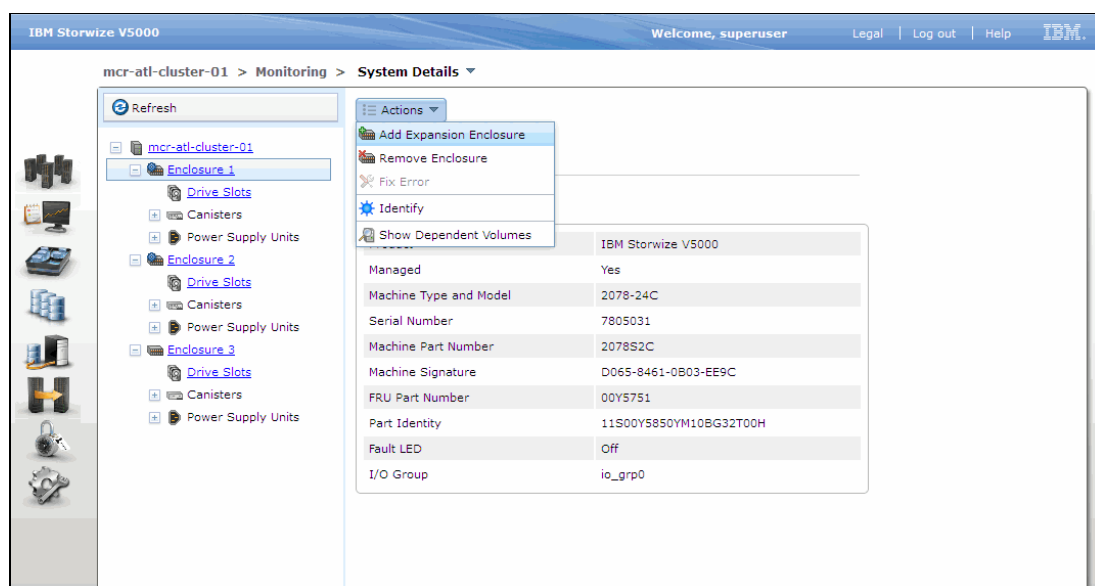 IBM Storwize V5000
Welcome, superuser
Legal | Log out | Help
IBM.
mcr-atl-cluster-01 > Monitoring > System Details
Refresh
mcr-atl-cluster-01
Enclosure 1
Drive Slots
Canisters
Power Supply Units
Enclosure 2
Drive Slots
Canisters
Power Supply Units
Enclosure 3
Drive Slots
Canisters
Power Supply Units
Actions
Add Expansion Enclosure
Remove Enclosure
Fix Error
Identify
Show Dependent Volumes
IBM Storwize V5000
Managed Yes
Machine Type and Model 2078-24C
Serial Number 7805031
Machine Part Number 2078S2C
Machine Signature D065-8461-0B03-EE9C
FRU Part Number 00Y5751
Part Identity 11S00Y5850YM10BG32T00H
Fault LED Off
I/O Group io_grp0